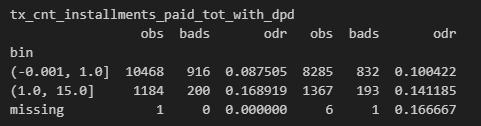 tx_cnt_installments_paid_tot_with_dpd
obs bads odr obs bads odr
bin
(-0.001, 1.0] 10468 916 0.087505 8285 832 0.100422
(1.0, 15.0] 1184 200 0.168919 1367 193 0.141185
missing 1 0 0.000000 6 1 0.166667